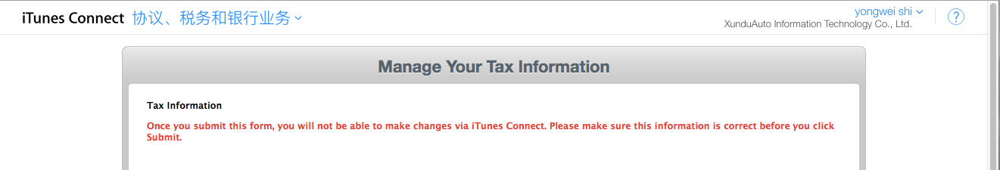 iTunes Connect 协议、税务和银行业务
yongwei shi
XunduAuto Information Technology Co., Ltd.
?
Manage Your Tax Information
Tax Information
Once you submit this form, you will not be able to make changes via iTunes Connect. Please make sure this information is correct before you click
Submit.